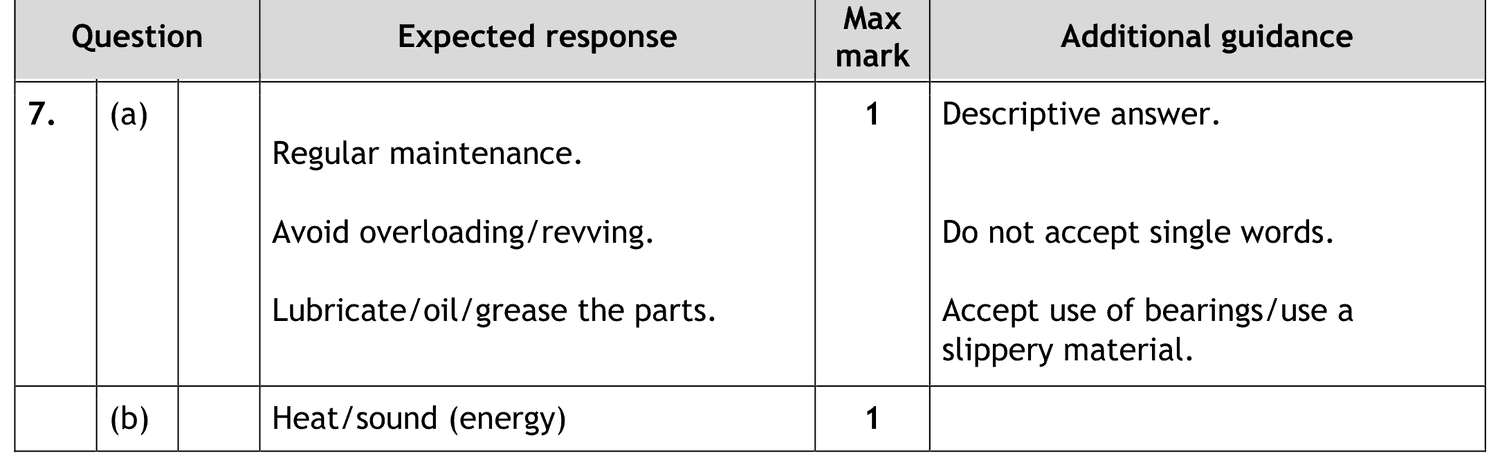 Question Expected response Max mark Additional guidance
7. (a) 1 Descriptive answer.
Regular maintenance.
Avoid overloading/revving. Do not accept single words.
Lubricate/oil/grease the parts. Accept use of bearings/use a
slippery material.
(b) Heat/sound (energy) 1